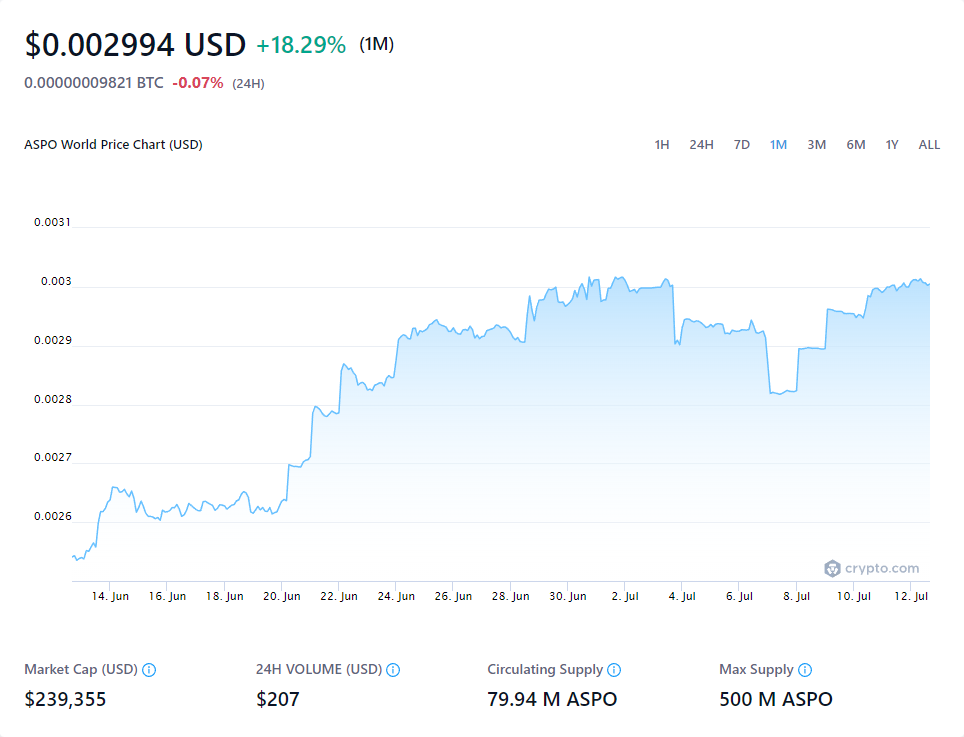 $0.002994 USD +18.29% (1M)
0.00000009821 BTC -0.07% (24H)
ASPO World Price Chart (USD) 1H 24H 7D 1M 3M 6M 1Y ALL
0.0031
0.003
0.0029
0.0028
0.0027
0.0026
crypto.com
14. Jun 16. Jun 18. Jun 20. Jun 22. Jun 24. Jun 26. Jun 28. Jun 30. Jun 2. Jul 4. Jul 6. Jul 8. Jul 10. Jul 12. Jul
Market Cap (USD) 24H VOLUME (USD) Circulating Supply Max Supply
$239,355 $207 79.94 M ASPO 500 M ASPO